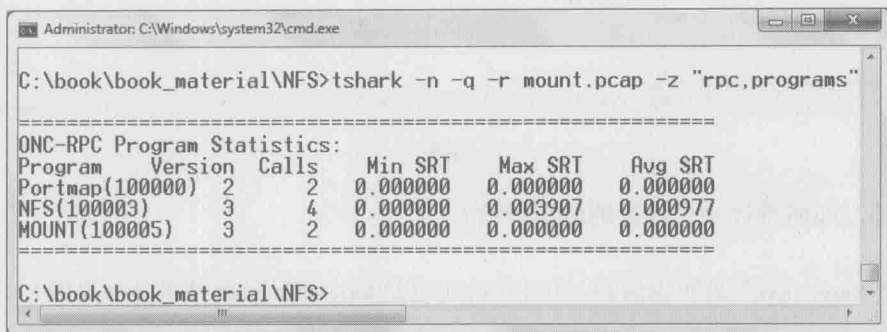 Administrator: C:\Windows\system32\cmd.exe
C:\book\book_material\NFS>tshark -n -q -r mount.pcap -z "rpc,programs"
==================================================================
ONC-RPC Program Statistics:
Program Version Calls Min SRT Max SRT Avg SRT
Portmap(100000) 2 2 0.000000 0.000000 0.000000
NFS(100003) 3 4 0.000000 0.003907 0.000977
MOUNT(100005) 3 2 0.000000 0.000000 0.000000
==================================================================
C:\book\book_material\NFS>